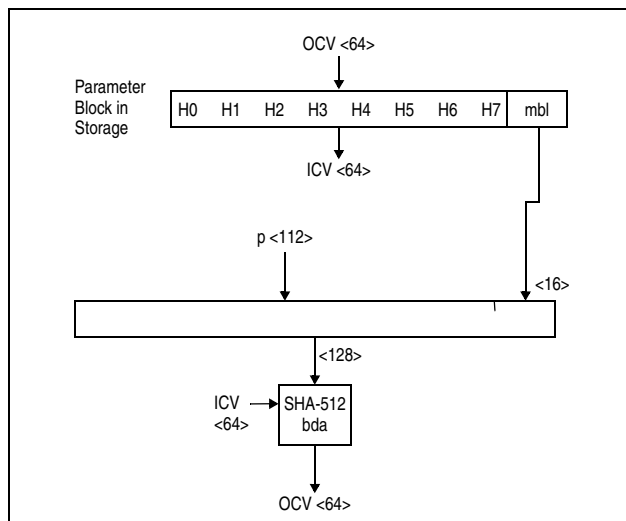 OCV <64>
Parameter
Block in
Storage
H0 H1 H2 H3 H4 H5 H6 H7 mbl
ICV <64>
p <112>
<16>
<128>
ICV
<64>
SHA-512
bda
OCV <64>